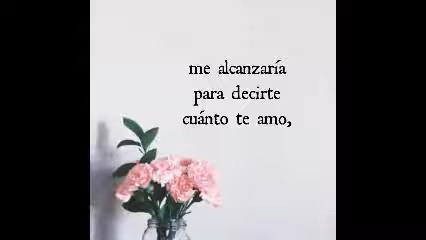 me alcanzaría
para decirte
cuánto te amo,